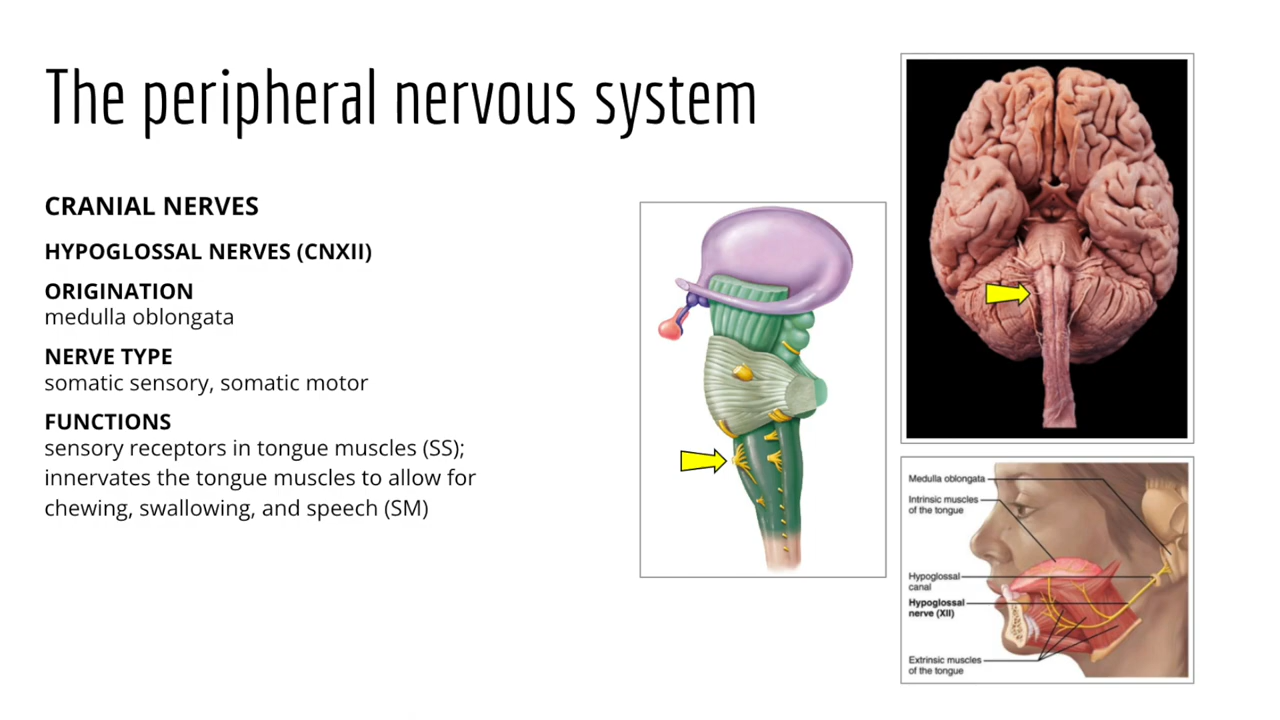 The peripheral nervous system
CRANIAL NERVES
HYPOGLOSSAL NERVES (CNXII)
ORIGINATION
medulla oblongata
NERVE TYPE
somatic sensory, somatic motor
FUNCTIONS
sensory receptors in tongue muscles (SS);
innervates the tongue muscles to allow for
chewing, swallowing, and speech (SM)
Medulla oblongata
Intrinsic muscles
of the tongue
Hypoglossal
canal
Hypoglossal
nerve (XII)
Extrinsic muscles
of the tongue